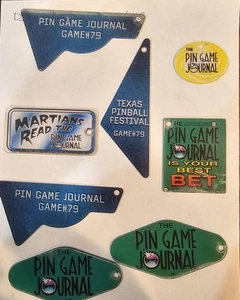 PIN GAME JOURNAL
GAME#79
THE
PIN GAME
JOURNAL
TEXAS
PINBALL
FESTIVAL
GAME#79
MARTIANS
READ THE
PIN GAME
JOURNAL
THE
PIN GAME
JOURNAL
IS YOUR
BEST
BET
PIN GAME JOURNAL
GAME#79
THE
PIN GAME
JOURNAL
THE
PIN GAME
JOURNAL